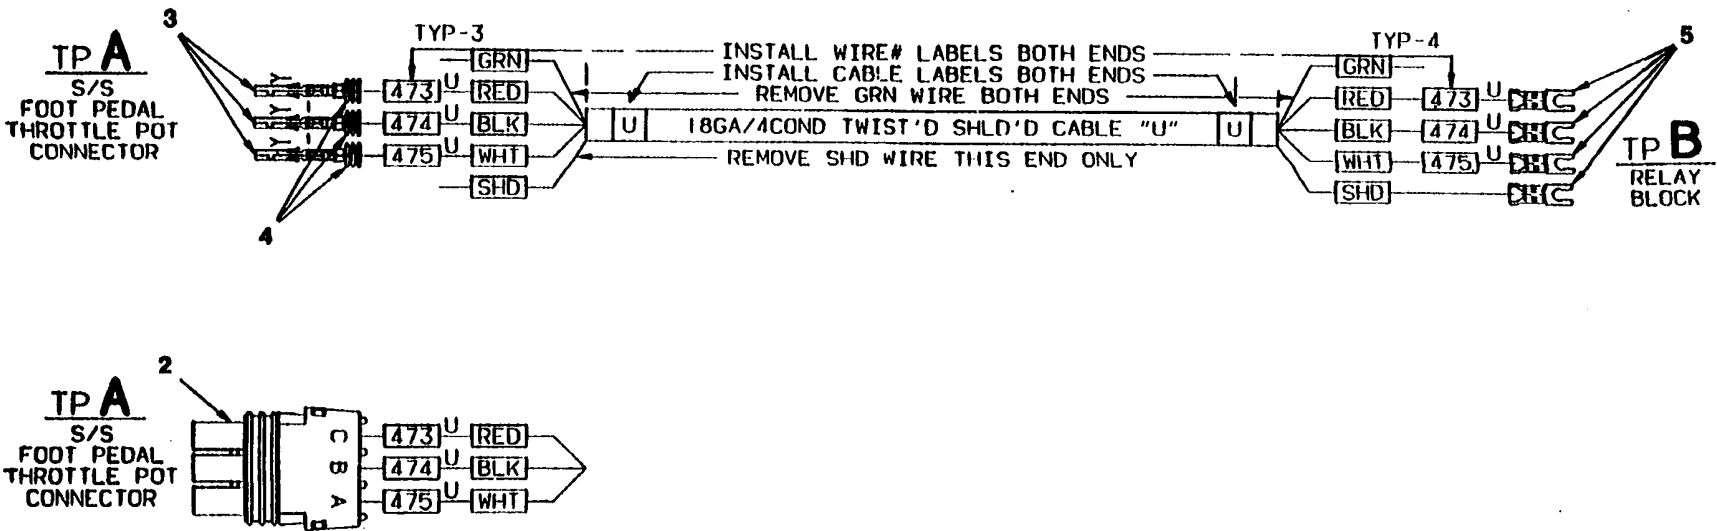 3
TP A
S/S
FOOT PEDAL
THROTTLE POT
CONNECTOR
TYP-3
GRN
473 U RED
474 U BLK
475 U WHT
SHD
Y
Y
Y
4
INSTALL WIRE# LABELS BOTH ENDS
INSTALL CABLE LABELS BOTH ENDS
REMOVE GRN WIRE BOTH ENDS
U 18GA/4COND TWIST'D SHLD'D CABLE "U" U
REMOVE SHD WIRE THIS END ONLY
TYP-4
GRN
RED 473 U
BLK 474 U
WHT 475 U
SHD
5
TP B
RELAY
BLOCK
2
TP A
S/S
FOOT PEDAL
THROTTLE POT
CONNECTOR
C 473 U RED
B 474 U BLK
A 475 U WHT